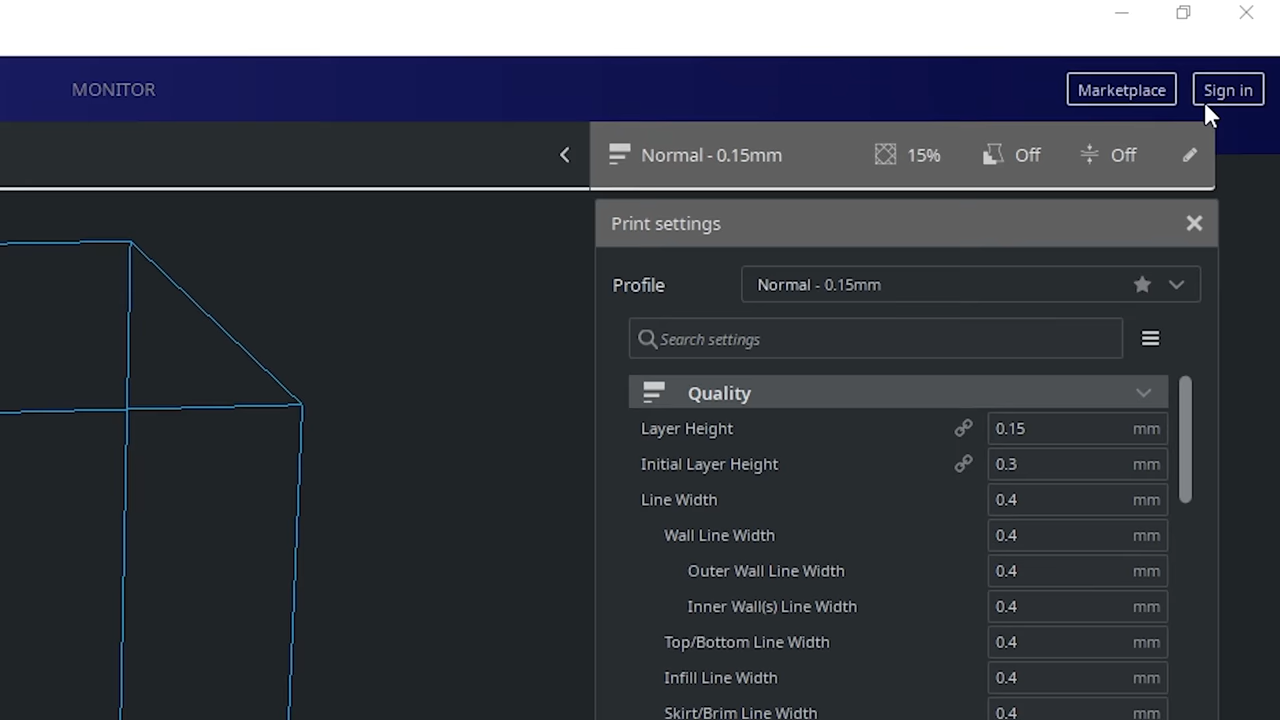 MONITOR
Marketplace
Sign in
Normal - 0.15mm
15%
Off
Off
Print settings
Profile
Normal - 0.15mm
Search settings
Quality
Layer Height 0.15 mm
Initial Layer Height 0.3 mm
Line Width 0.4 mm
Wall Line Width 0.4 mm
Outer Wall Line Width 0.4 mm
Inner Wall(s) Line Width 0.4 mm
Top/Bottom Line Width 0.4 mm
Infill Line Width 0.4 mm
Skirt/Brim Line Width 0.4 mm